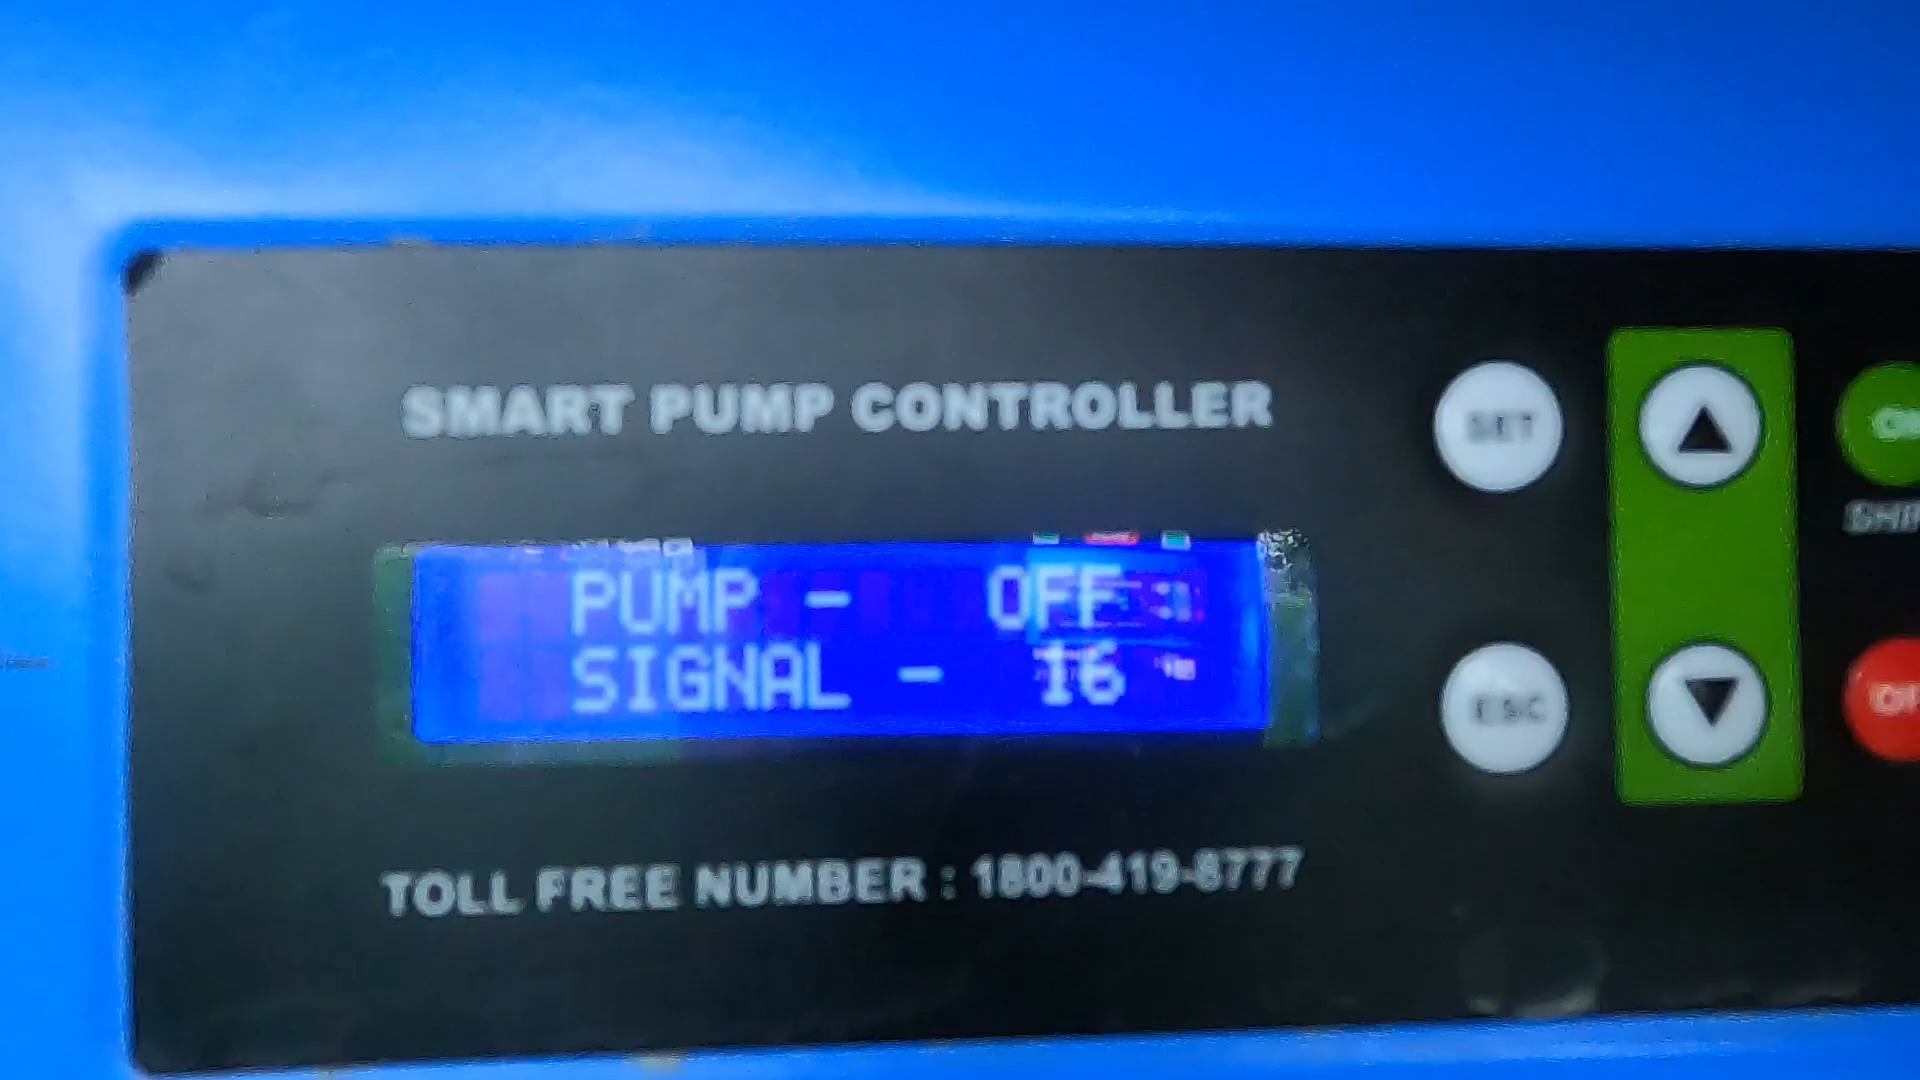 SMART PUMP CONTROLLER
PUMP - OFF
SIGNAL - 16
TOLL FREE NUMBER : 1800-419-8777
SET
ESC